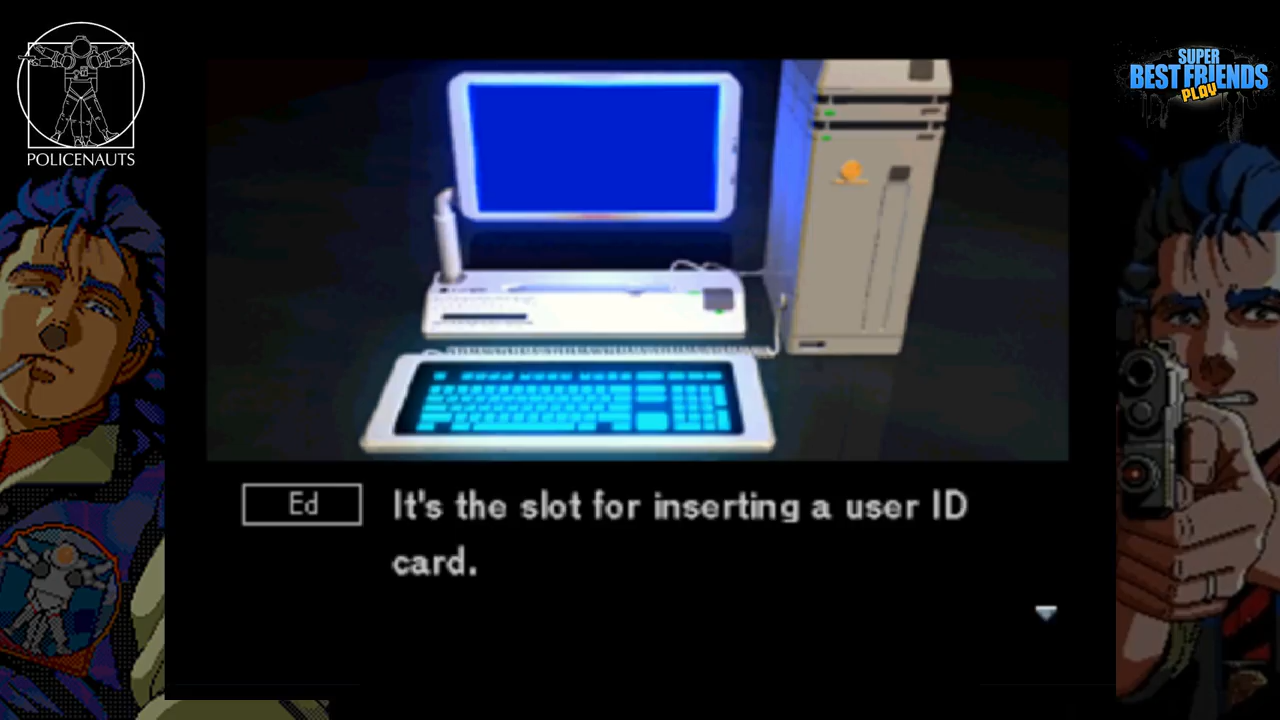 POLICENAUTS
SUPER
BEST FRIENDS
PLAY
Ed
It's the slot for inserting a user ID
card.